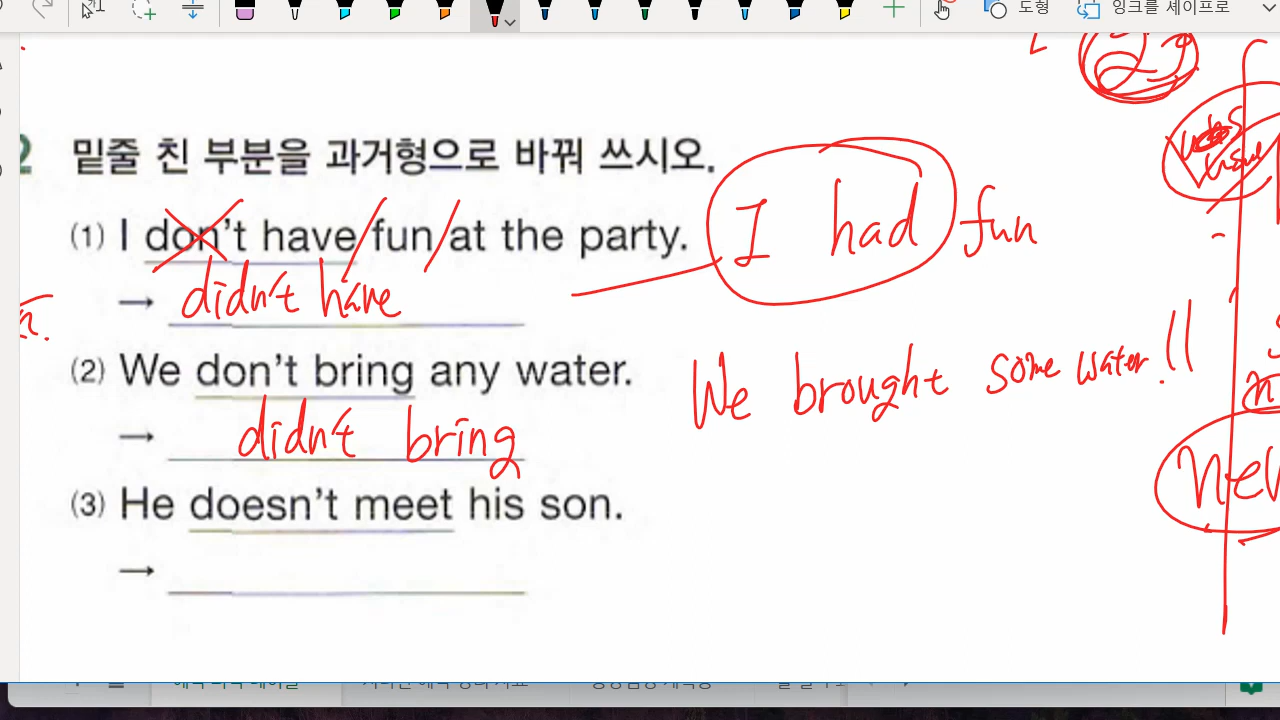 도형 잉크를 셰이프로
2 밑줄 친 부분을 과거형으로 바꿔 쓰시오.
(1) I don't have fun at the party. I had fun
→ didn't have
(2) We don't bring any water. We brought some water!!
→ didn't bring
(3) He doesn't meet his son.
→